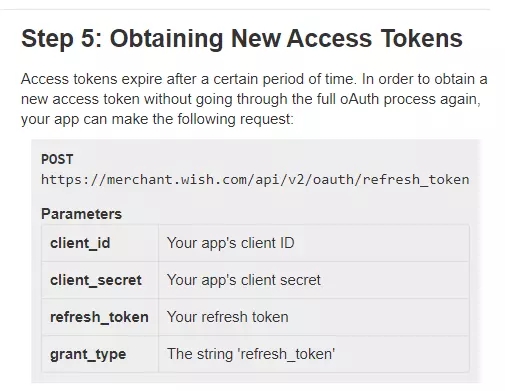 Step 5: Obtaining New Access Tokens
Access tokens expire after a certain period of time. In order to obtain a
new access token without going through the full oAuth process again,
your app can make the following request:
POST
https://merchant.wish.com/api/v2/oauth/refresh_token
Parameters
client_id Your app's client ID
client_secret Your app's client secret
refresh_token Your refresh token
grant_type The string 'refresh_token'